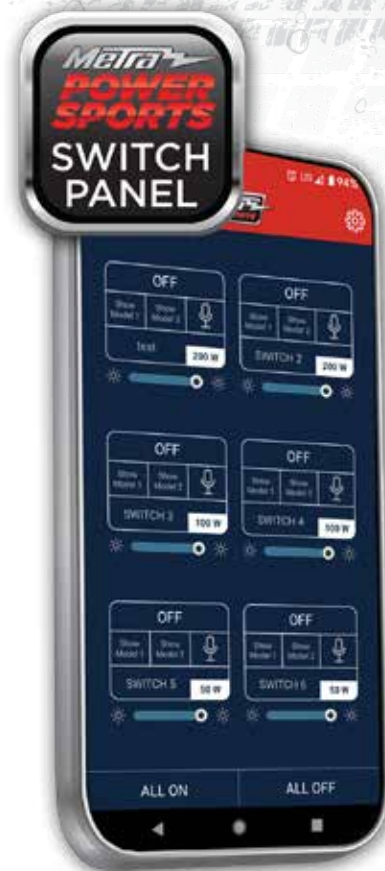 Metra
POWER
SPORTS
SWITCH
PANEL
LTE 94%
OFF
Show Model 1
Show Model 2
test
200 W
OFF
Show Model 1
Show Model 2
SWITCH 2
200 W
OFF
Show Model 1
Show Model 2
SWITCH 3
100 W
OFF
Show Model 1
Show Model 2
SWITCH 4
100 W
OFF
Show Model 1
Show Model 2
SWITCH 5
50 W
OFF
Show Model 1
Show Model 2
SWITCH 6
50 W
ALL ON
ALL OFF